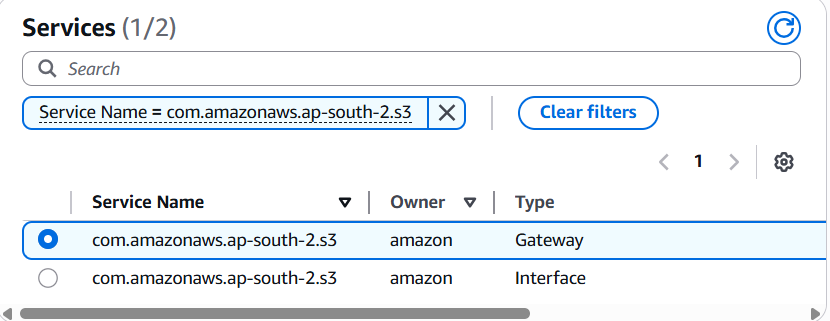 Services (1/2)
Search
Service Name = com.amazonaws.ap-south-2.s3
Clear filters
1
Service Name Owner Type
com.amazonaws.ap-south-2.s3 amazon Gateway
com.amazonaws.ap-south-2.s3 amazon Interface